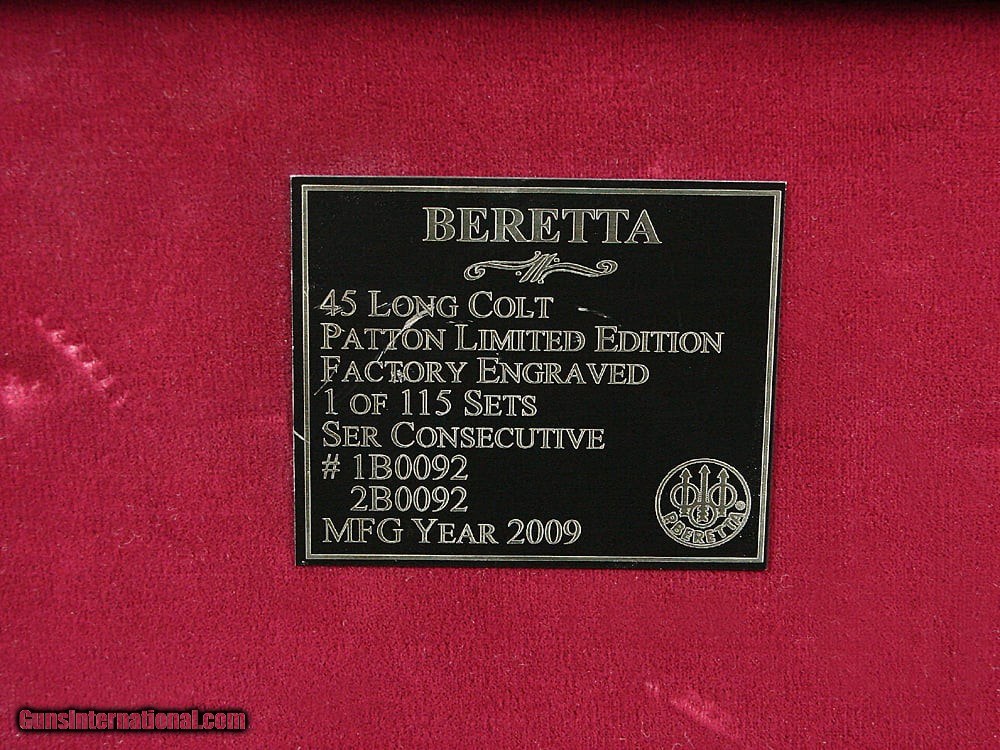 BERETTA
45 LONG COLT
PATTON LIMITED EDITION
FACTORY ENGRAVED
1 OF 115 SETS
SER CONSECUTIVE
# 1B0092
2B0092
MFG YEAR 2009
P. BERETTA ®
GunsInternational.com